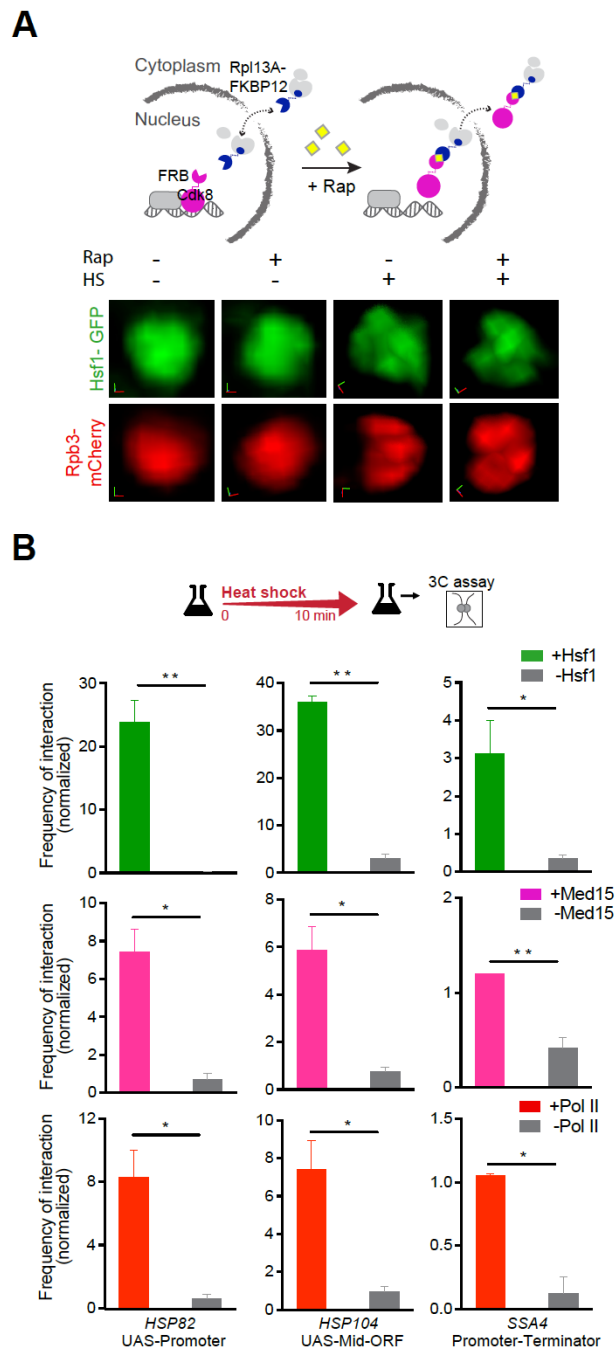 A
Cytoplasm
Rpl13A-
FKBP12
Nucleus
FRB
Cdk8
+ Rap
Rap - + - +
HS - - + +
Hsf1- GFP
Rpb3-
mCherry
B
Heat shock
0 10 min
3C assay
+Hsf1
-Hsf1
Frequency of interaction
(normalized)
30
20
10
0
**
40
30
20
10
0
**
5
4
3
2
1
0
*
+Med15
-Med15
Frequency of interaction
(normalized)
10
8
6
4
2
0
*
8
6
4
2
0
*
2
1
0
**
+Pol II
-Pol II
Frequency of interaction
(normalized)
12
8
4
0
*
10
8
6
4
2
0
*
1.5
1.0
0.5
0.0
*
HSP82
UAS-Promoter
HSP104
UAS-Mid-ORF
SSA4
Promoter-Terminator